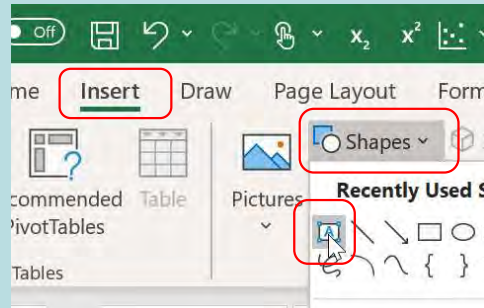 Off x₂ x²
me Insert Draw Page Layout Form
Shapes
commended Table Pictures
PivotTables
Recently Used S
A
{ }
Tables